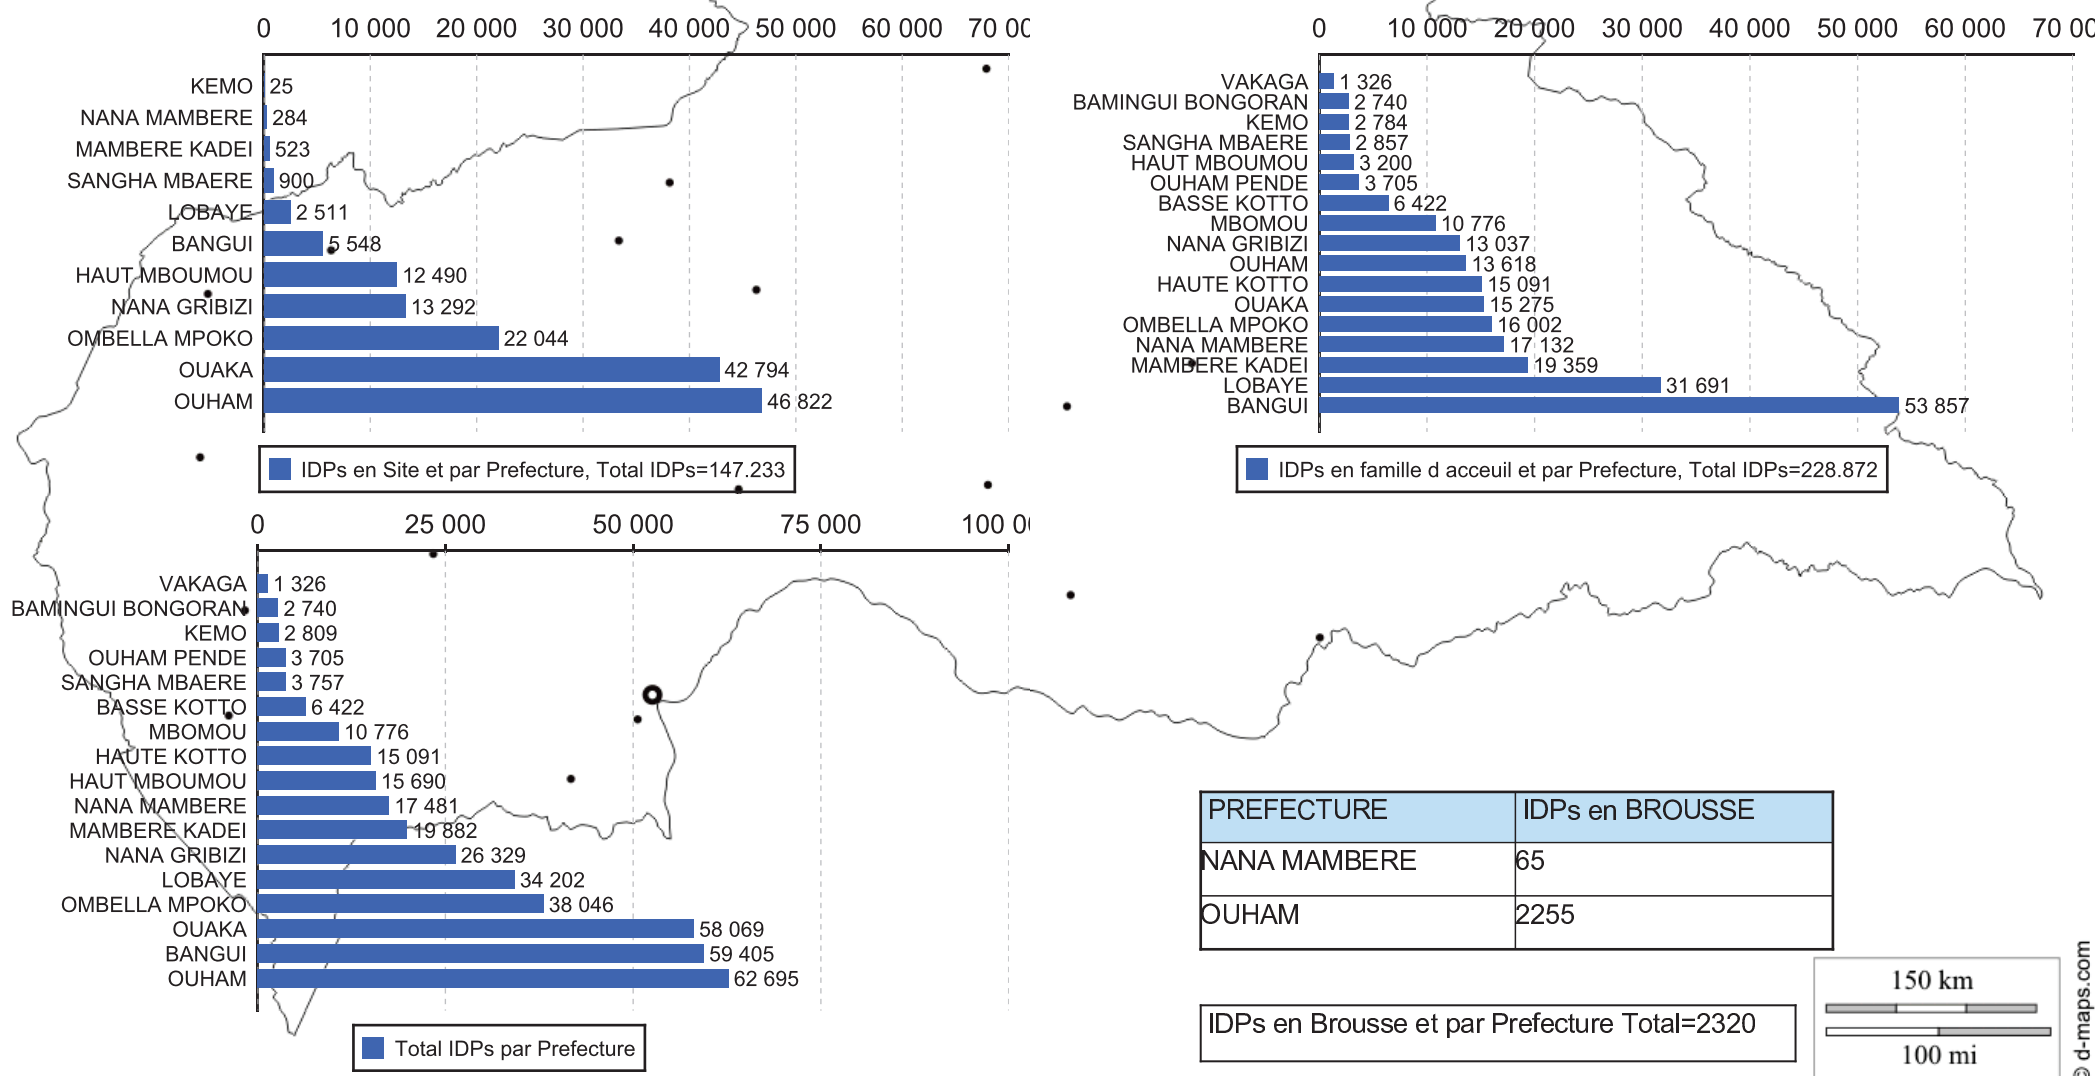 0 10 000 20 000 30 000 40 000 50 000 60 000
KEMO 25
NANA MAMBERE 284
MAMBERE KADEI 523
SANGHA MBAERE 900
LOBAYE 2 511
BANGUI 5 548
HAUT MBOUMOU 12 490
NANA GRIBIZI 13 292
OMBELLA MPOKO 22 044
OUAKA 42 794
OUHAM 46 822
IDPs en Site et par Prefecture, Total IDPs=147.233
0 10 000 20 000 30 000 40 000 50 000 60 000
VAKAGA 1 326
BAMINGUI BONGORAN 2 740
KEMO 2 784
SANGHA MBAERE 2 857
HAUT MBOUMOU 3 200
OUHAM PENDE 3 705
BASSE KOTTO 6 422
MBOMOU 10 776
NANA GRIBIZI 13 037
OUHAM 13 618
HAUTE KOTTO 15 091
OUAKA 15 275
OMBELLA MPOKO 16 002
NANA MAMBERE 17 132
MAMBERE KADEI 19 359
LOBAYE 31 691
BANGUI 53 857
IDPs en famille d acceuil et par Prefecture, Total IDPs=228.872
0 25 000 50 000 75 000
VAKAGA 1 326
BAMINGUI BONGORAN 2 740
KEMO 2 809
OUHAM PENDE 3 705
SANGHA MBAERE 3 757
BASSE KOTTO 6 422
MBOMOU 10 776
HAUTE KOTTO 15 091
HAUT MBOUMOU 15 690
NANA MAMBERE 17 481
MAMBERE KADEI 19 882
NANA GRIBIZI 26 329
LOBAYE 34 202
OMBELLA MPOKO 38 046
OUAKA 58 069
BANGUI 59 405
OUHAM 62 695
Total IDPs par Prefecture
PREFECTURE IDPs en BROUSSE
NANA MAMBERE 65
OUHAM 2255
IDPs en Brousse et par Prefecture Total=2320
150 km
100 mi
© d-maps.com